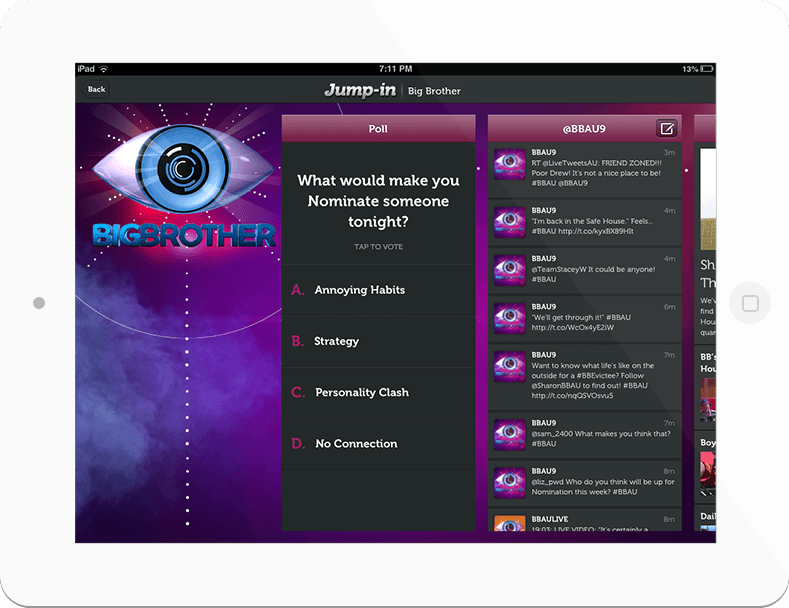 iPad
7:11 PM
13%
Back
Jump-in
Big Brother
BIGBROTHER
Poll
What would make you
Nominate someone
tonight?
TAP TO VOTE
A. Annoying Habits
B. Strategy
C. Personality Clash
D. No Connection
@BBAU9
BBAU9 3m
RT @LiveTweetsAU: FRIEND ZONED!!!
Poor Drew! It's not a nice place to be!
#BBAU @BBAU9
BBAU9 4m
"I'm back in the Safe House." Feels...
#BBAU http://t.co/kyxBX89HIt
BBAU9 4m
@TeamStaceyW It could be anyone!
#BBAU
BBAU9 6m
"We'll get through it!" #BBAU
http://t.co/WcOx4yE2iW
BBAU9 7m
Want to know what life's like on the
outside for a #BBEvictee? Follow
@SharonBBAU to find out! #BBAU
http://t.co/nqQSVOsvu5
BBAU9 7m
@sam_2400 What makes you think that?
#BBAU
BBAU9 8m
@liz_pwd Who do you think will be up for
Nomination this week? #BBAU
BBAULIVE 8m
19:03: LIVE VIDEO: "It's certainly a
Sh
Th
We'v
find
Hous
quar
BB's
Hou
Boy
Dail